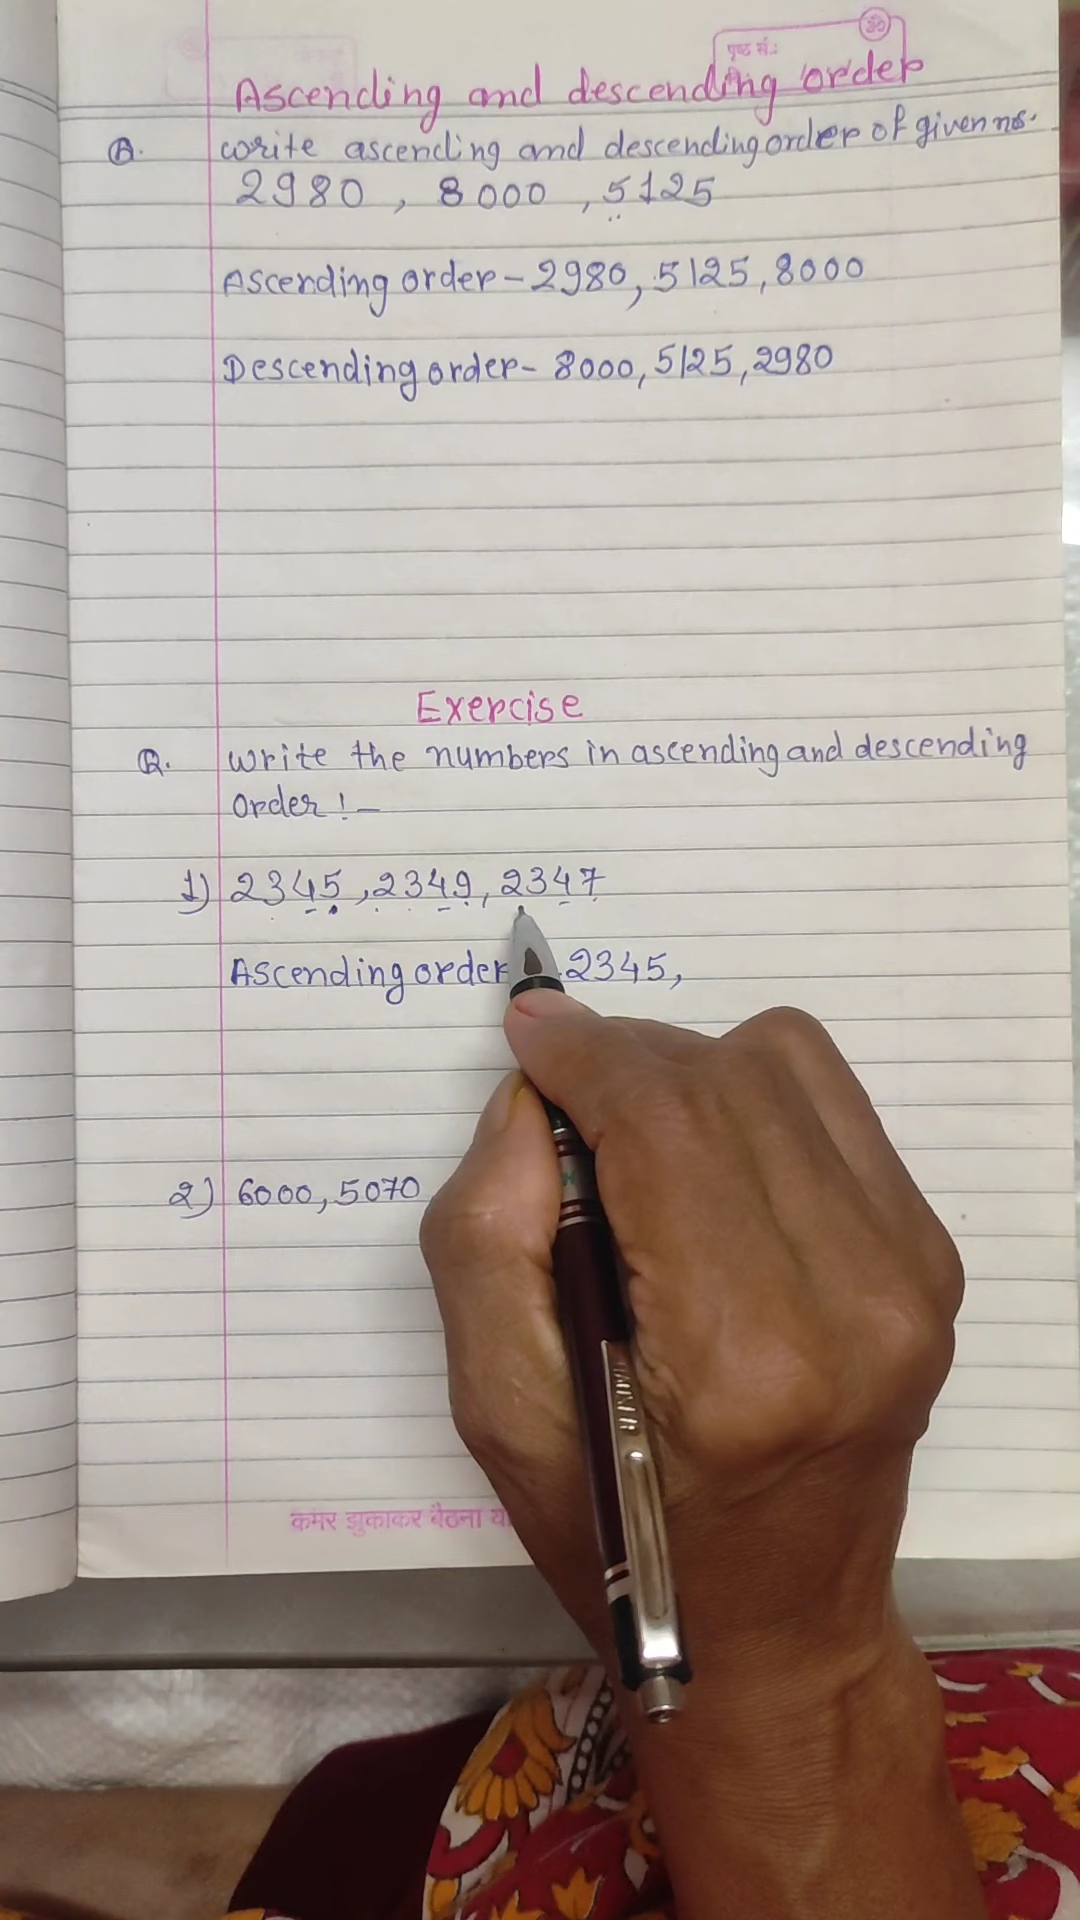 पृष्ठ सं.:
Ascending and descending order
Q. write ascending and descending order of given nos.
2980, 8000, 5125
Ascending order - 2980, 5125, 8000
Descending order - 8000, 5125, 2980
Exercise
Q. write the numbers in ascending and descending
order :-
1) 2345, 2349, 2347
Ascending order 2345,
2) 6000, 5070
कमर झुकाकर बैठना